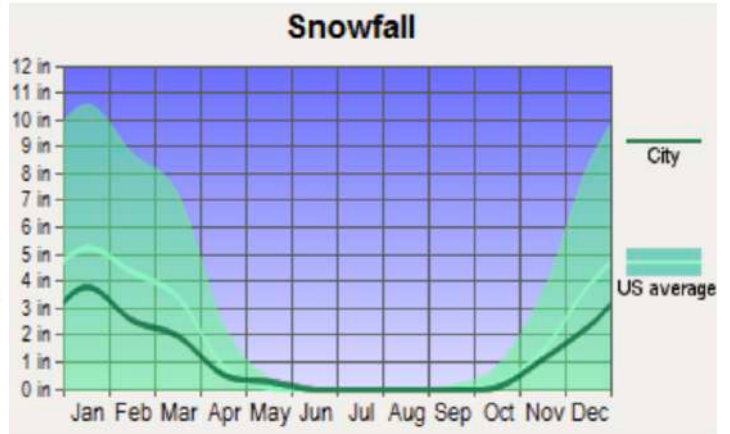 Snowfall
12 in
11 in
10 in
9 in
8 in
7 in
6 in
5 in
4 in
3 in
2 in
1 in
0 in
Jan Feb Mar Apr May Jun Jul Aug Sep Oct Nov Dec
City
US average